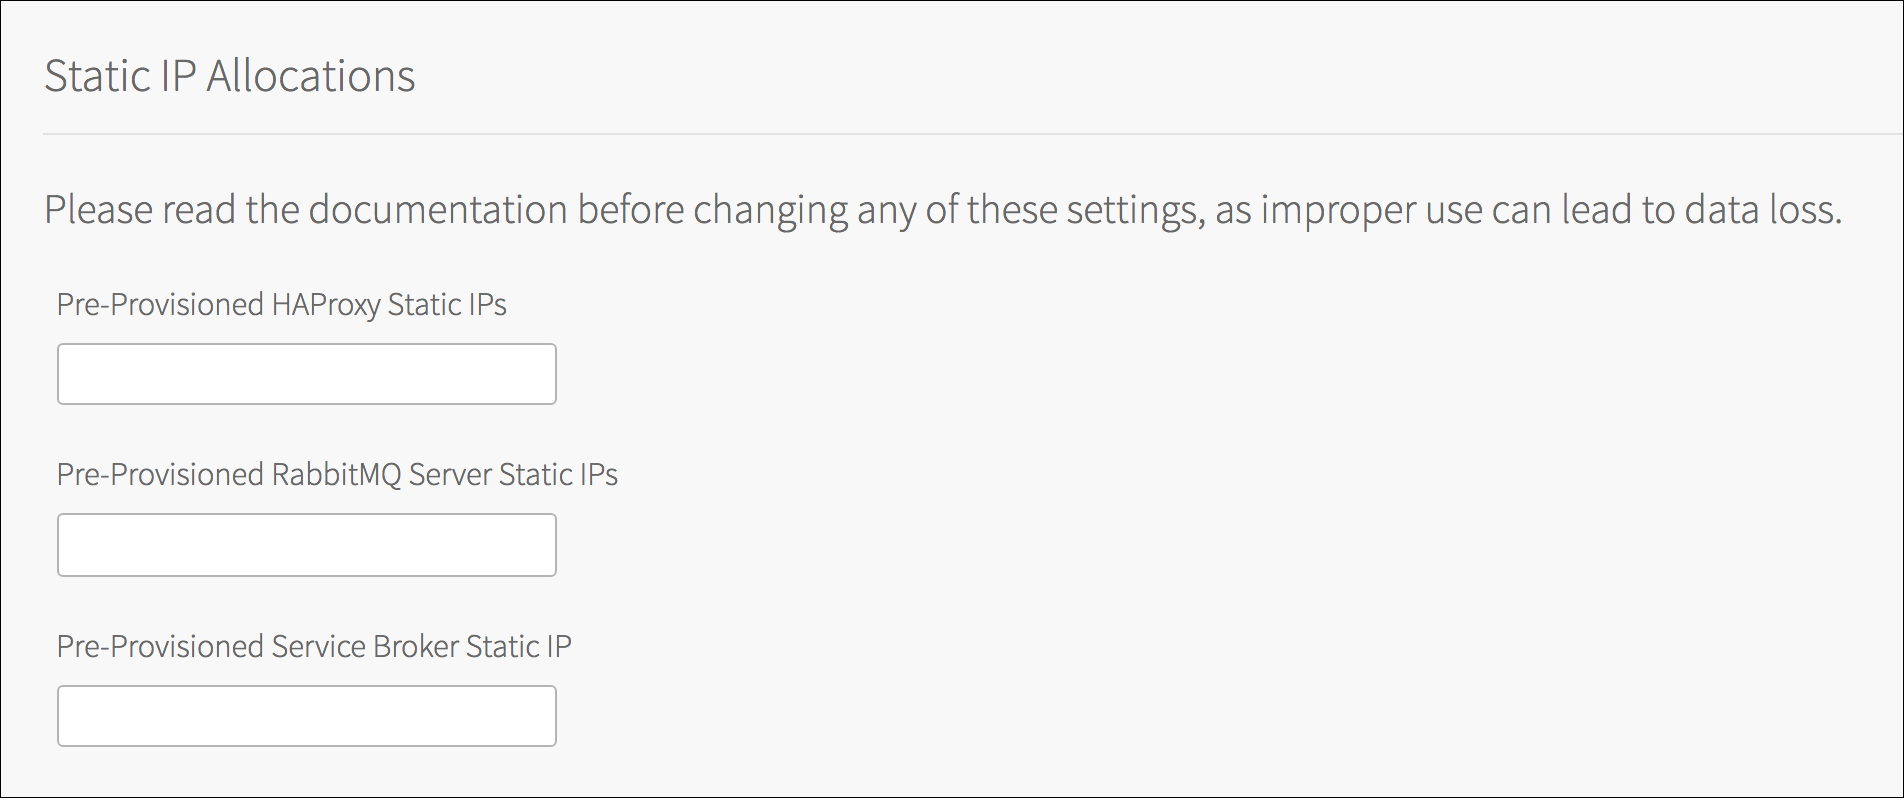 Static IP Allocations
Please read the documentation before changing any of these settings, as improper use can lead to data loss.
Pre-Provisioned HAProxy Static IPs
Pre-Provisioned RabbitMQ Server Static IPs
Pre-Provisioned Service Broker Static IP